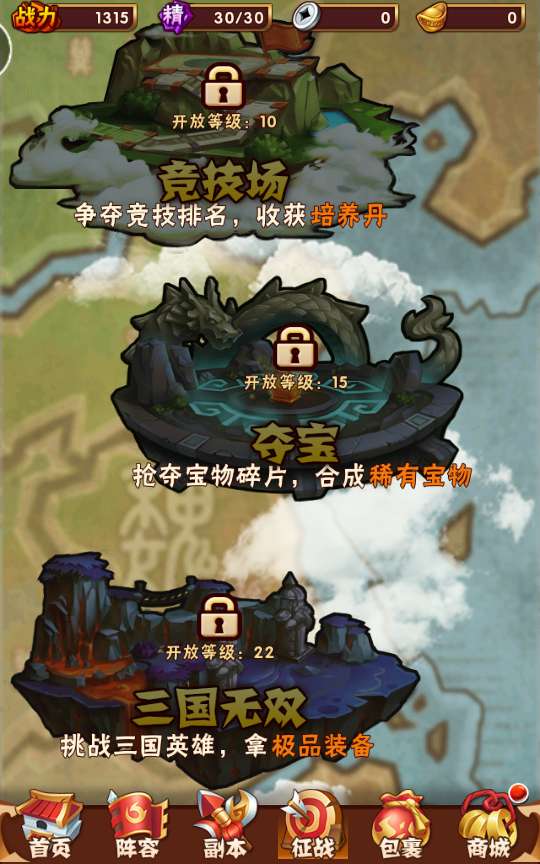 战力 1315 精 30/30 0 0
开放等级：10
竞技场
争夺竞技排名，收获培养丹
开放等级：15
夺宝
抢夺宝物碎片，合成稀有宝物
魏
开放等级：22
三国无双
挑战三国英雄，拿极品装备
首页 阵容 副本 征战 包裹 商城